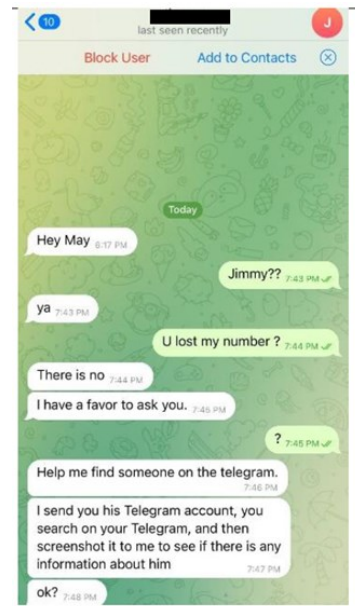 10
last seen recently
J
Block User
Add to Contacts
Today
Hey May 6:17 PM
Jimmy?? 7:43 PM
ya 7:43 PM
U lost my number ? 7:44 PM
There is no 7:44 PM
I have a favor to ask you. 7:45 PM
? 7:45 PM
Help me find someone on the telegram.
7:46 PM
I send you his Telegram account, you
search on your Telegram, and then
screenshot it to me to see if there is any
information about him 7:47 PM
ok? 7:48 PM